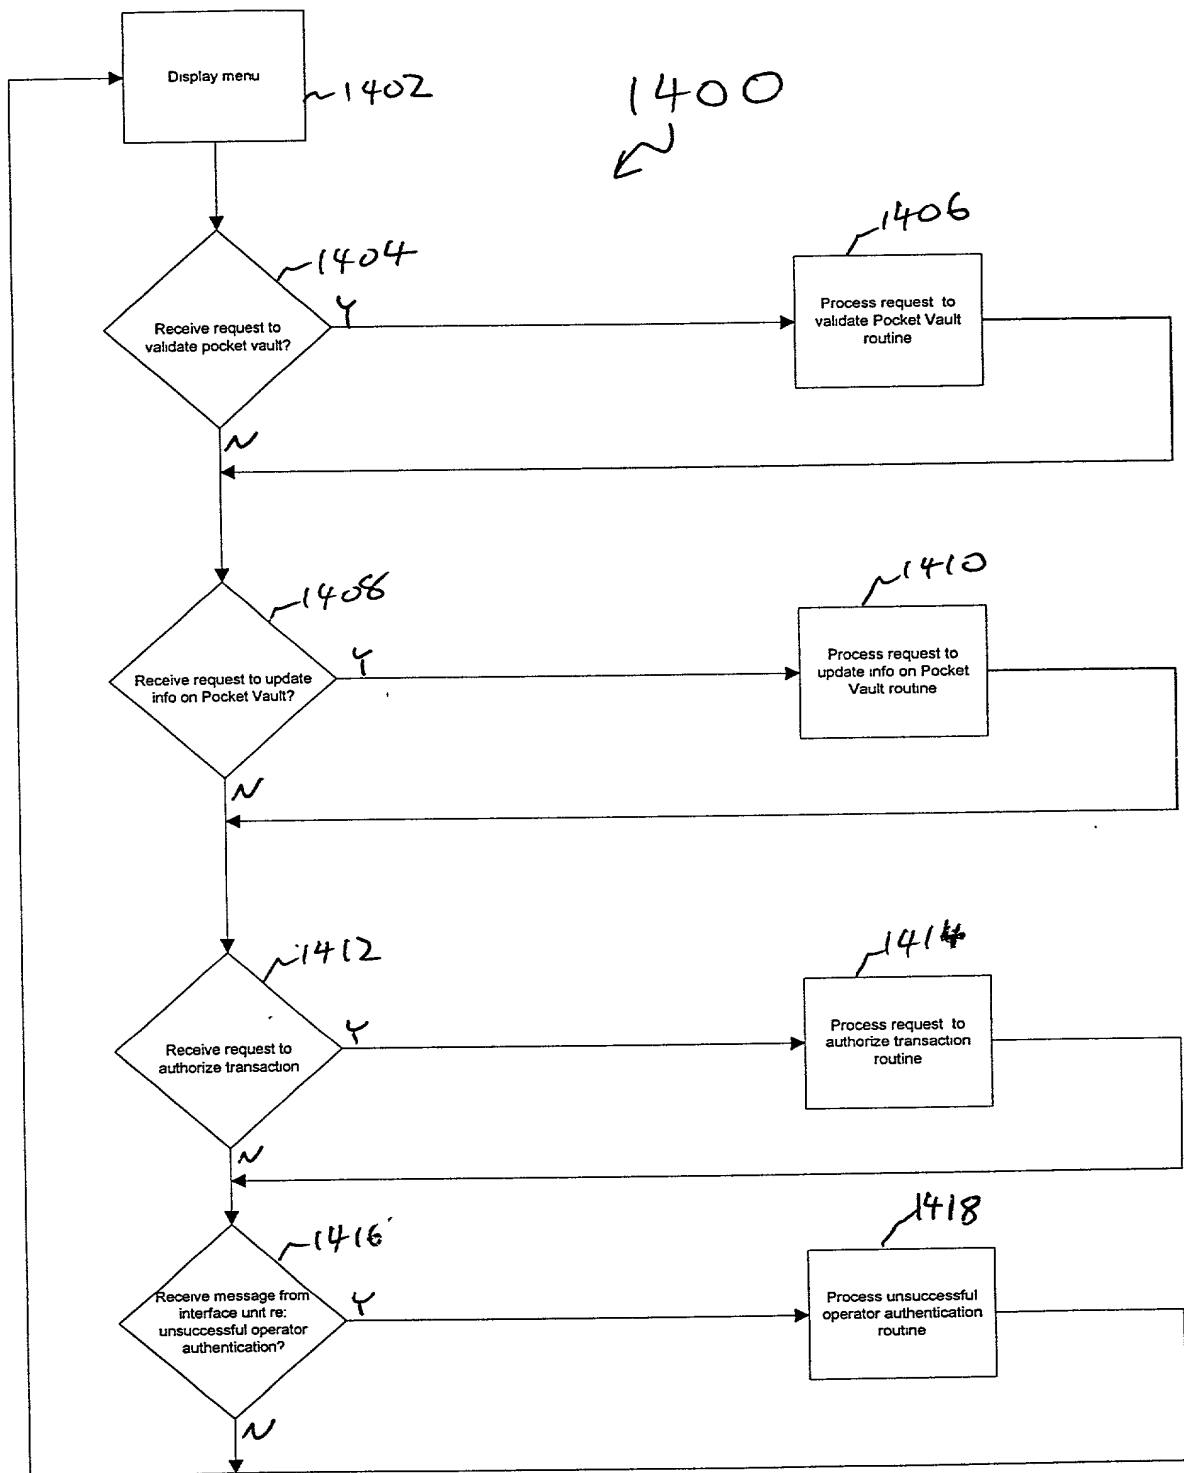 Display menu
1402
1400
1404
Receive request to
validate pocket vault?
Y
N
1406
Process request to
validate Pocket Vault
routine
1408
Receive request to update
info on Pocket Vault?
Y
N
1410
Process request to
update info on Pocket
Vault routine
1412
Receive request to
authorize transaction
Y
N
1414
Process request to
authorize transaction
routine
1416
Receive message from
interface unit re:
unsuccessful operator
authentication?
Y
N
1418
Process unsuccessful
operator authentication
routine